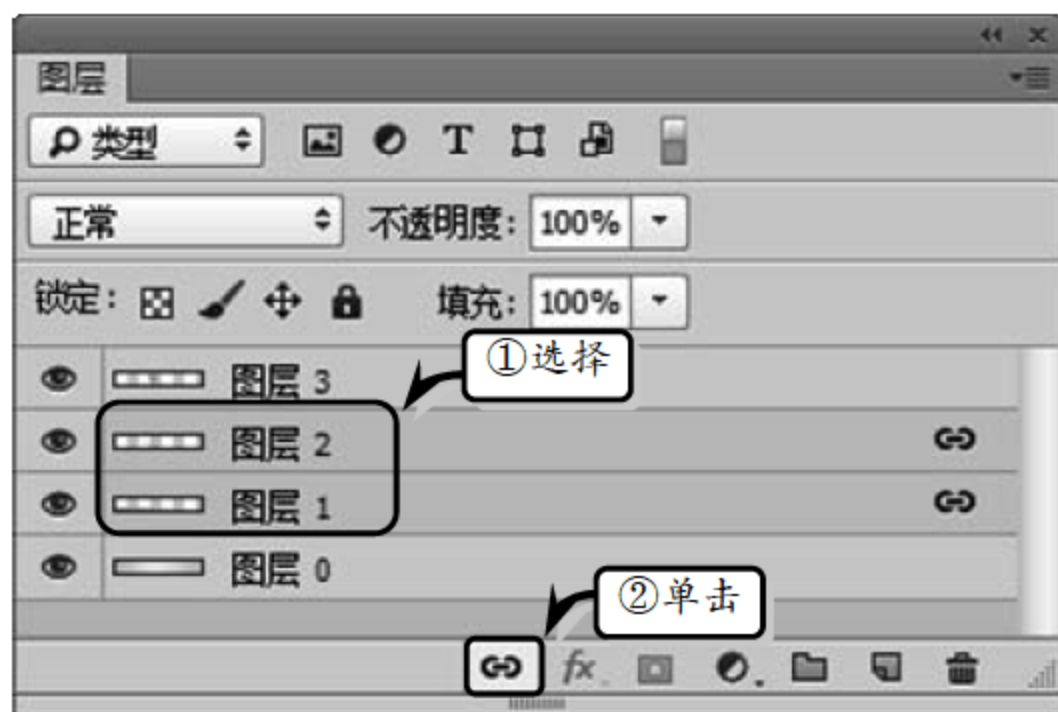 图层
类型 T
正常 不透明度: 100%
锁定: 填充: 100%
①选择
图层 3
图层 2
图层 1
图层 0
②单击
fx.